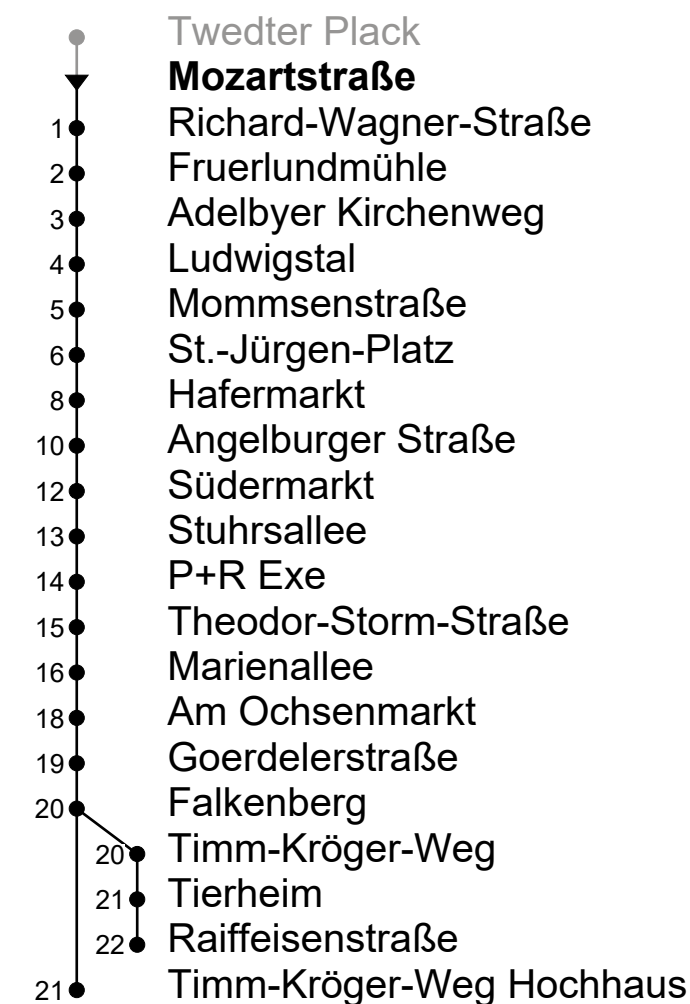 Twedter Plack
Mozartstraße
1 Richard-Wagner-Straße
2 Fruerlundmühle
3 Adelbyer Kirchenweg
4 Ludwigstal
5 Mommsenstraße
6 St.-Jürgen-Platz
8 Hafermarkt
10 Angelburger Straße
12 Südermarkt
13 Stuhrsallee
14 P+R Exe
15 Theodor-Storm-Straße
16 Marienallee
18 Am Ochsenmarkt
19 Goerdelerstraße
20 Falkenberg
20 Timm-Kröger-Weg
21 Tierheim
22 Raiffeisenstraße
21 Timm-Kröger-Weg Hochhaus